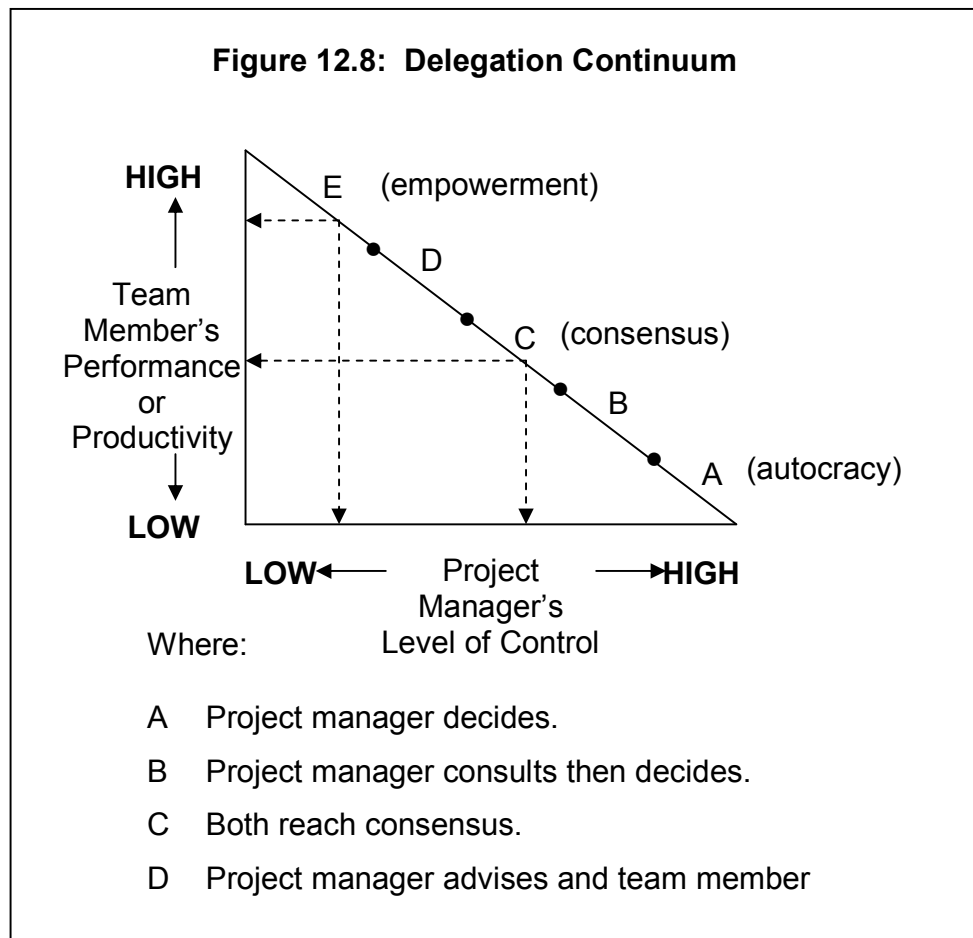 Figure 12.8: Delegation Continuum
HIGH
E (empowerment)
D
Team
Member’s
Performance
or
Productivity
C (consensus)
B
A (autocracy)
LOW
LOW Project HIGH
Manager’s
Level of Control
Where:
A Project manager decides.
B Project manager consults then decides.
C Both reach consensus.
D Project manager advises and team member